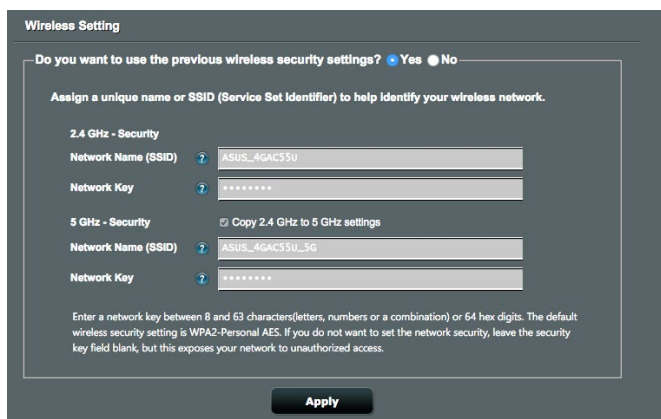 Wireless Setting
Do you want to use the previous wireless security settings? Yes No
Assign a unique name or SSID (Service Set Identifier) to help identify your wireless network.
2.4 GHz - Security
Network Name (SSID) ? ASUS_4GAC55U
Network Key ? ••••••••
5 GHz - Security Copy 2.4 GHz to 5 GHz settings
Network Name (SSID) ? ASUS_4GAC55U_5G
Network Key ? ••••••••
Enter a network key between 8 and 63 characters(letters, numbers or a combination) or 64 hex digits. The default
wireless security setting is WPA2-Personal AES. If you do not want to set the network security, leave the security
key field blank, but this exposes your network to unauthorized access.
Apply